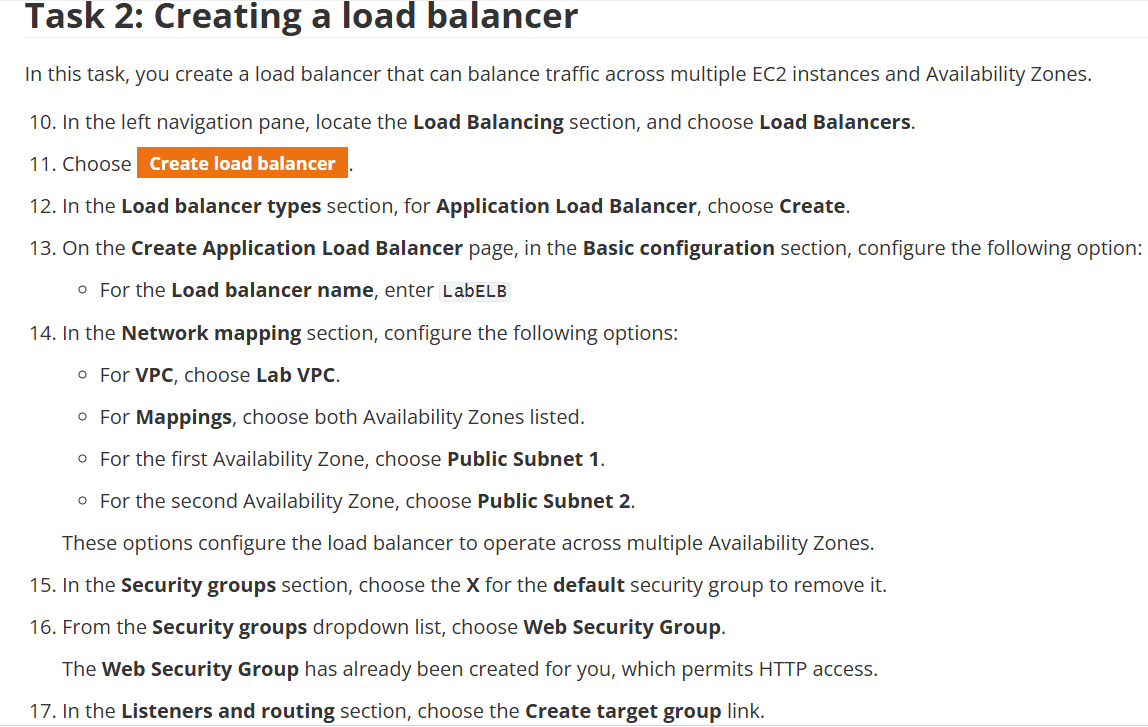 Task 2: Creating a load balancer
In this task, you create a load balancer that can balance traffic across multiple EC2 instances and Availability Zones.
10. In the left navigation pane, locate the Load Balancing section, and choose Load Balancers.
11. Choose Create load balancer.
12. In the Load balancer types section, for Application Load Balancer, choose Create.
13. On the Create Application Load Balancer page, in the Basic configuration section, configure the following option:
◦ For the Load balancer name, enter LabELB
14. In the Network mapping section, configure the following options:
◦ For VPC, choose Lab VPC.
◦ For Mappings, choose both Availability Zones listed.
◦ For the first Availability Zone, choose Public Subnet 1.
◦ For the second Availability Zone, choose Public Subnet 2.
These options configure the load balancer to operate across multiple Availability Zones.
15. In the Security groups section, choose the X for the default security group to remove it.
16. From the Security groups dropdown list, choose Web Security Group.
The Web Security Group has already been created for you, which permits HTTP access.
17. In the Listeners and routing section, choose the Create target group link.